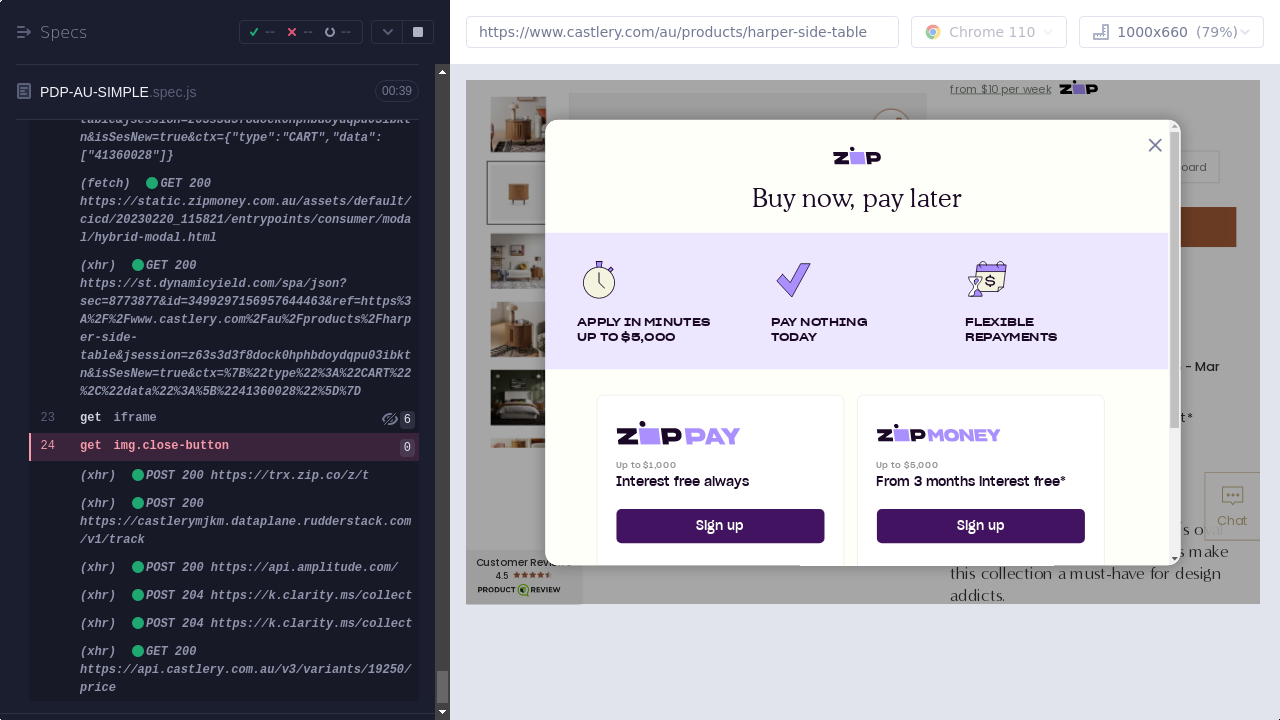 Specs
--
--
--
https://www.castlery.com/au/products/harper-side-table
Chrome 110
1000x660 (79%)
PDP-AU-SIMPLE.spec.js
00:39
table&jsession=z63s3d3f8dock0hphbdoydqpu03ibkt
n&isSesNew=true&ctx={"type":"CART","data":
["41360028"]}
(fetch) GET 200
https://static.zipmoney.com.au/assets/default/
cicd/20230220_115821/entrypoints/consumer/moda
l/hybrid-modal.html
(xhr) GET 200
https://st.dynamicyield.com/spa/json?
sec=8773877&id=3499297156957644463&ref=https%3
A%2F%2Fwww.castlery.com%2Fau%2Fproducts%2Fharp
er-side-
table&jsession=z63s3d3f8dock0hphbdoydqpu03ibkt
n&isSesNew=true&ctx=%7B%22type%22%3A%22CART%22
%2C%22data%22%3A%5B%2241360028%22%5D%7D
23 get iframe 6
24 get img.close-button 0
(xhr) POST 200 https://trx.zip.co/z/t
(xhr) POST 200
https://castlerymjkm.dataplane.rudderstack.com
/v1/track
(xhr) POST 200 https://api.amplitude.com/
(xhr) POST 204 https://k.clarity.ms/collect
(xhr) POST 204 https://k.clarity.ms/collect
(xhr) GET 200
https://api.castlery.com.au/v3/variants/19250/
price
from $10 per week ZIP
oard
ZIP
Buy now, pay later
APPLY IN MINUTES
UP TO $5,000
PAY NOTHING
TODAY
FLEXIBLE
REPAYMENTS
- Mar
t.*
ZIP PAY
Up to $1,000
Interest free always
Sign up
ZIP MONEY
Up to $5,000
From 3 months interest free*
Sign up
Chat
s oval
s make
this collection a must-have for design
addicts.
Customer Reviews
4.5
PRODUCT REVIEW